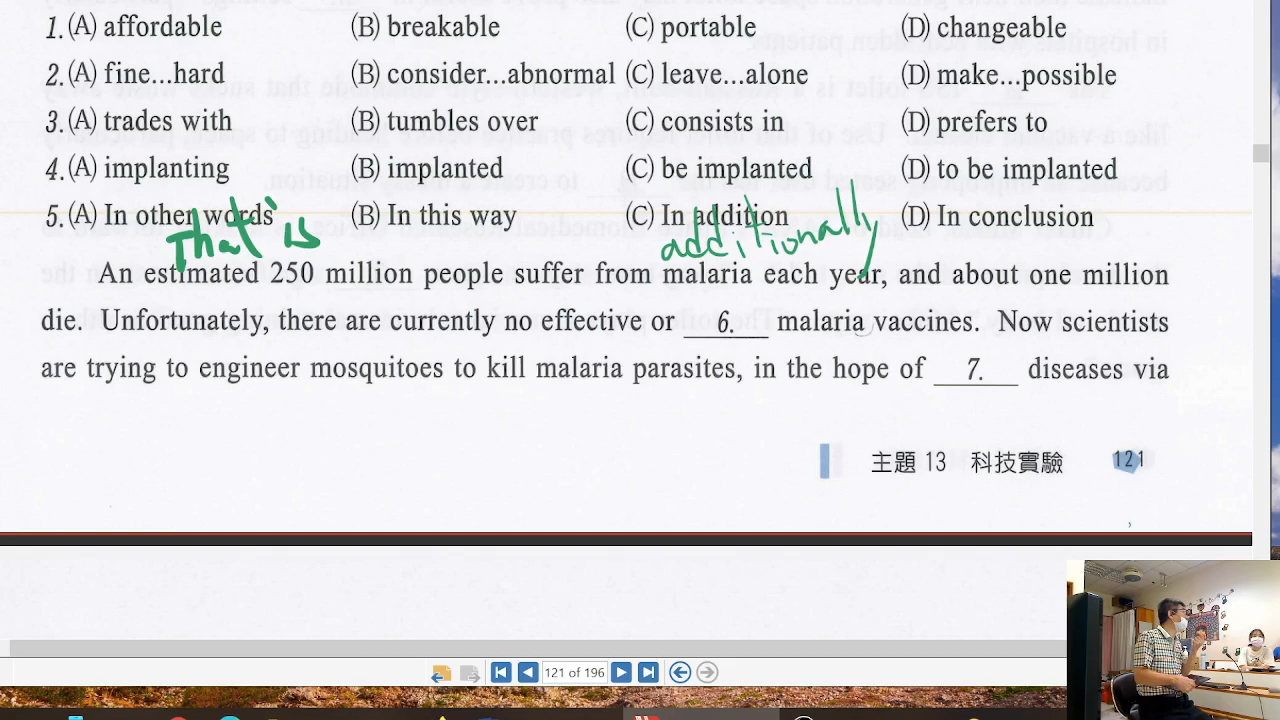 1. (A) affordable (B) breakable (C) portable (D) changeable
in hospitals with bedridden patients.
2. (A) fine...hard (B) consider...abnormal (C) leave...alone (D) make...possible
3. (A) trades with (B) tumbles over (C) consists in (D) prefers to
4. (A) implanting (B) implanted (C) be implanted (D) to be implanted
5. (A) In other words (B) In this way (C) In addition (D) In conclusion
That is additionally
An estimated 250 million people suffer from malaria each year, and about one million
die. Unfortunately, there are currently no effective or 6. malaria vaccines. Now scientists
are trying to engineer mosquitoes to kill malaria parasites, in the hope of 7. diseases via
主題 13 科技實驗 121
121 of 196